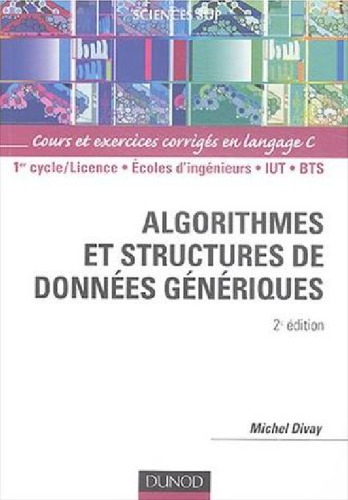 SCIENCES SUP
Cours et exercices corrigés en langage C
1er cycle/Licence • Écoles d'ingénieurs • IUT • BTS
ALGORITHMES
ET STRUCTURES DE
DONNÉES GÉNÉRIQUES
2e édition
Michel Divay
DUNOD